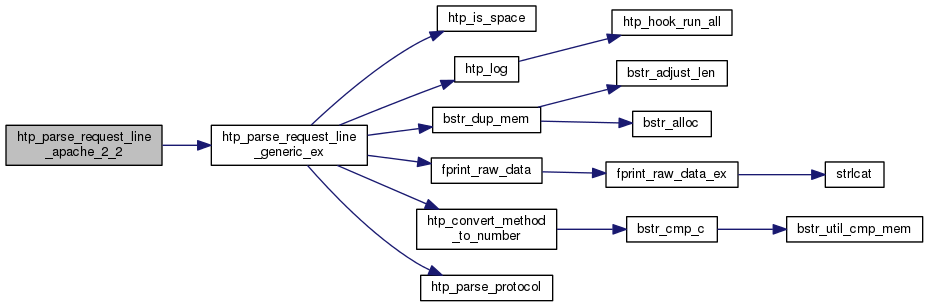 htp_parse_request_line
_apache_2_2
htp_parse_request_line
_generic_ex
htp_is_space
htp_log
htp_hook_run_all
bstr_dup_mem
bstr_adjust_len
bstr_alloc
fprint_raw_data
fprint_raw_data_ex
strlcat
htp_convert_method
_to_number
bstr_cmp_c
bstr_util_cmp_mem
htp_parse_protocol